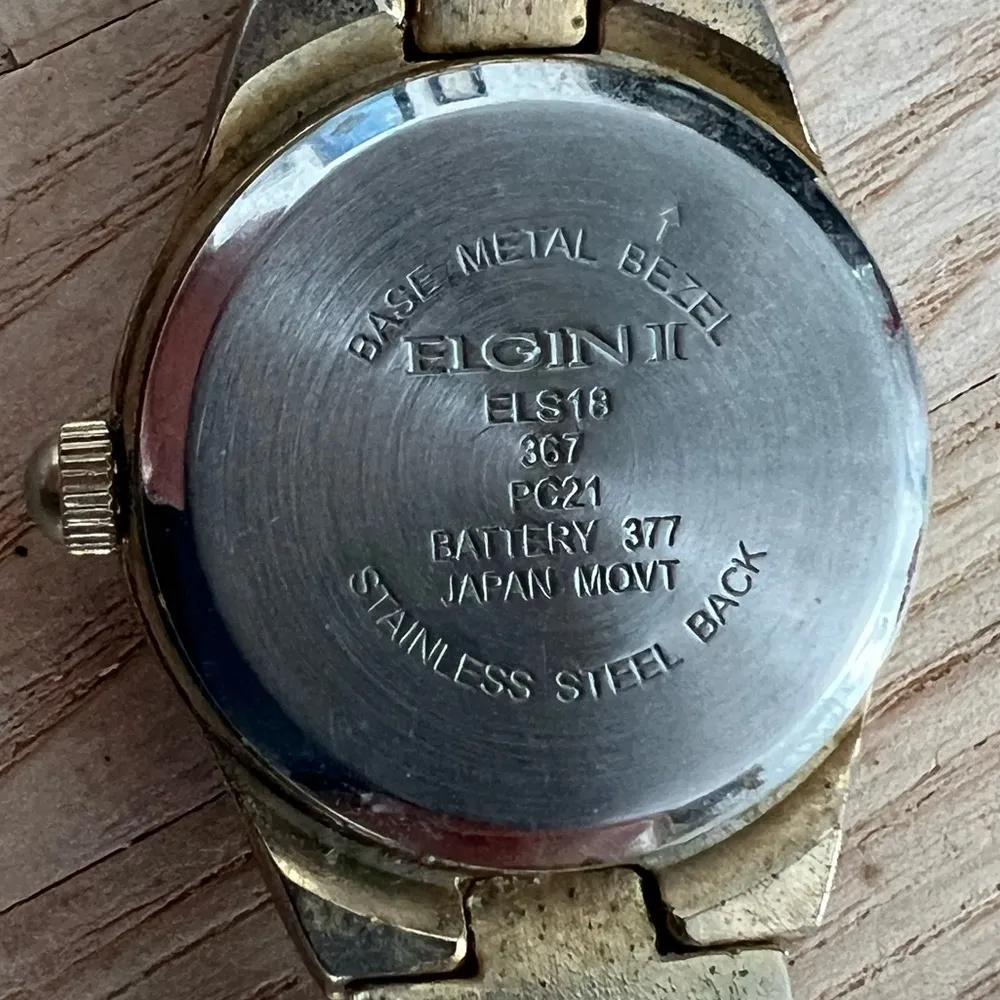 BASE METAL BEZEL
ELGIN II
ELS18
367
PC21
BATTERY 377
JAPAN MOVT
STAINLESS STEEL BACK